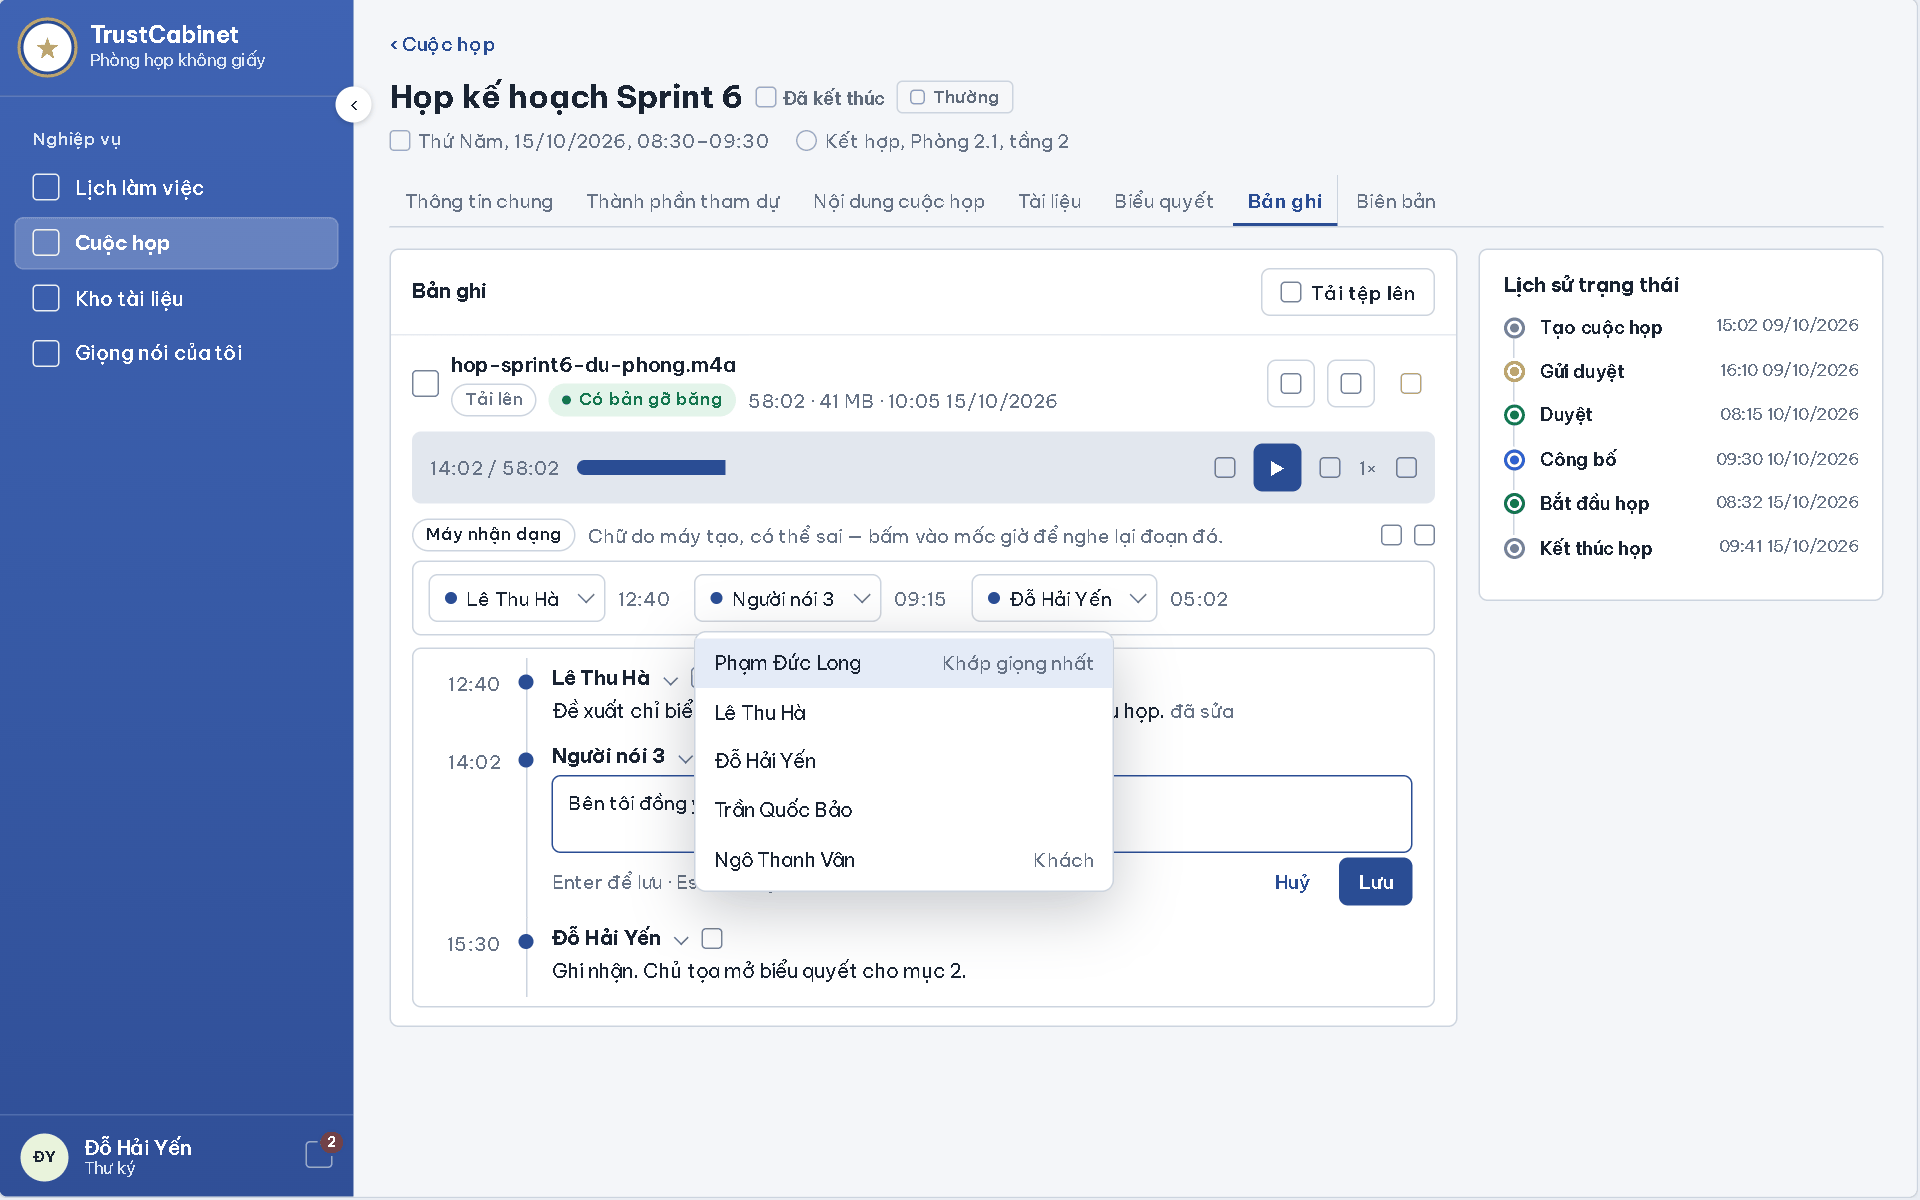 TrustCabinet
Phòng họp không giấy
Nghiệp vụ
Lịch làm việc
Cuộc họp
Kho tài liệu
Giọng nói của tôi
ĐY
Đỗ Hải Yến
Thư ký
2
‹ Cuộc họp
Họp kế hoạch Sprint 6 Đã kết thúc Thường
Thứ Năm, 15/10/2026, 08:30–09:30 Kết hợp, Phòng 2.1, tầng 2
Thông tin chung Thành phần tham dự Nội dung cuộc họp Tài liệu Biểu quyết Bản ghi Biên bản
Bản ghi Tải tệp lên
hop-sprint6-du-phong.m4a
Tải lên Có bản gỡ băng 58:02 · 41 MB · 10:05 15/10/2026
14:02 / 58:02 1×
Máy nhận dạng Chữ do máy tạo, có thể sai — bấm vào mốc giờ để nghe lại đoạn đó.
Lê Thu Hà 12:40 Người nói 3 09:15 Đỗ Hải Yến 05:02
Phạm Đức Long Khớp giọng nhất
Lê Thu Hà
Đỗ Hải Yến
Trần Quốc Bảo
Ngô Thanh Vân Khách
12:40 Lê Thu Hà
Đề xuất chỉ họp. đã sửa
14:02 Người nói 3
Bên tôi đồng
Enter để lưu · Huỷ Lưu
15:30 Đỗ Hải Yến
Ghi nhận. Chủ tọa mở biểu quyết cho mục 2.
Lịch sử trạng thái
Tạo cuộc họp 15:02 09/10/2026
Gửi duyệt 16:10 09/10/2026
Duyệt 08:15 10/10/2026
Công bố 09:30 10/10/2026
Bắt đầu họp 08:32 15/10/2026
Kết thúc họp 09:41 15/10/2026